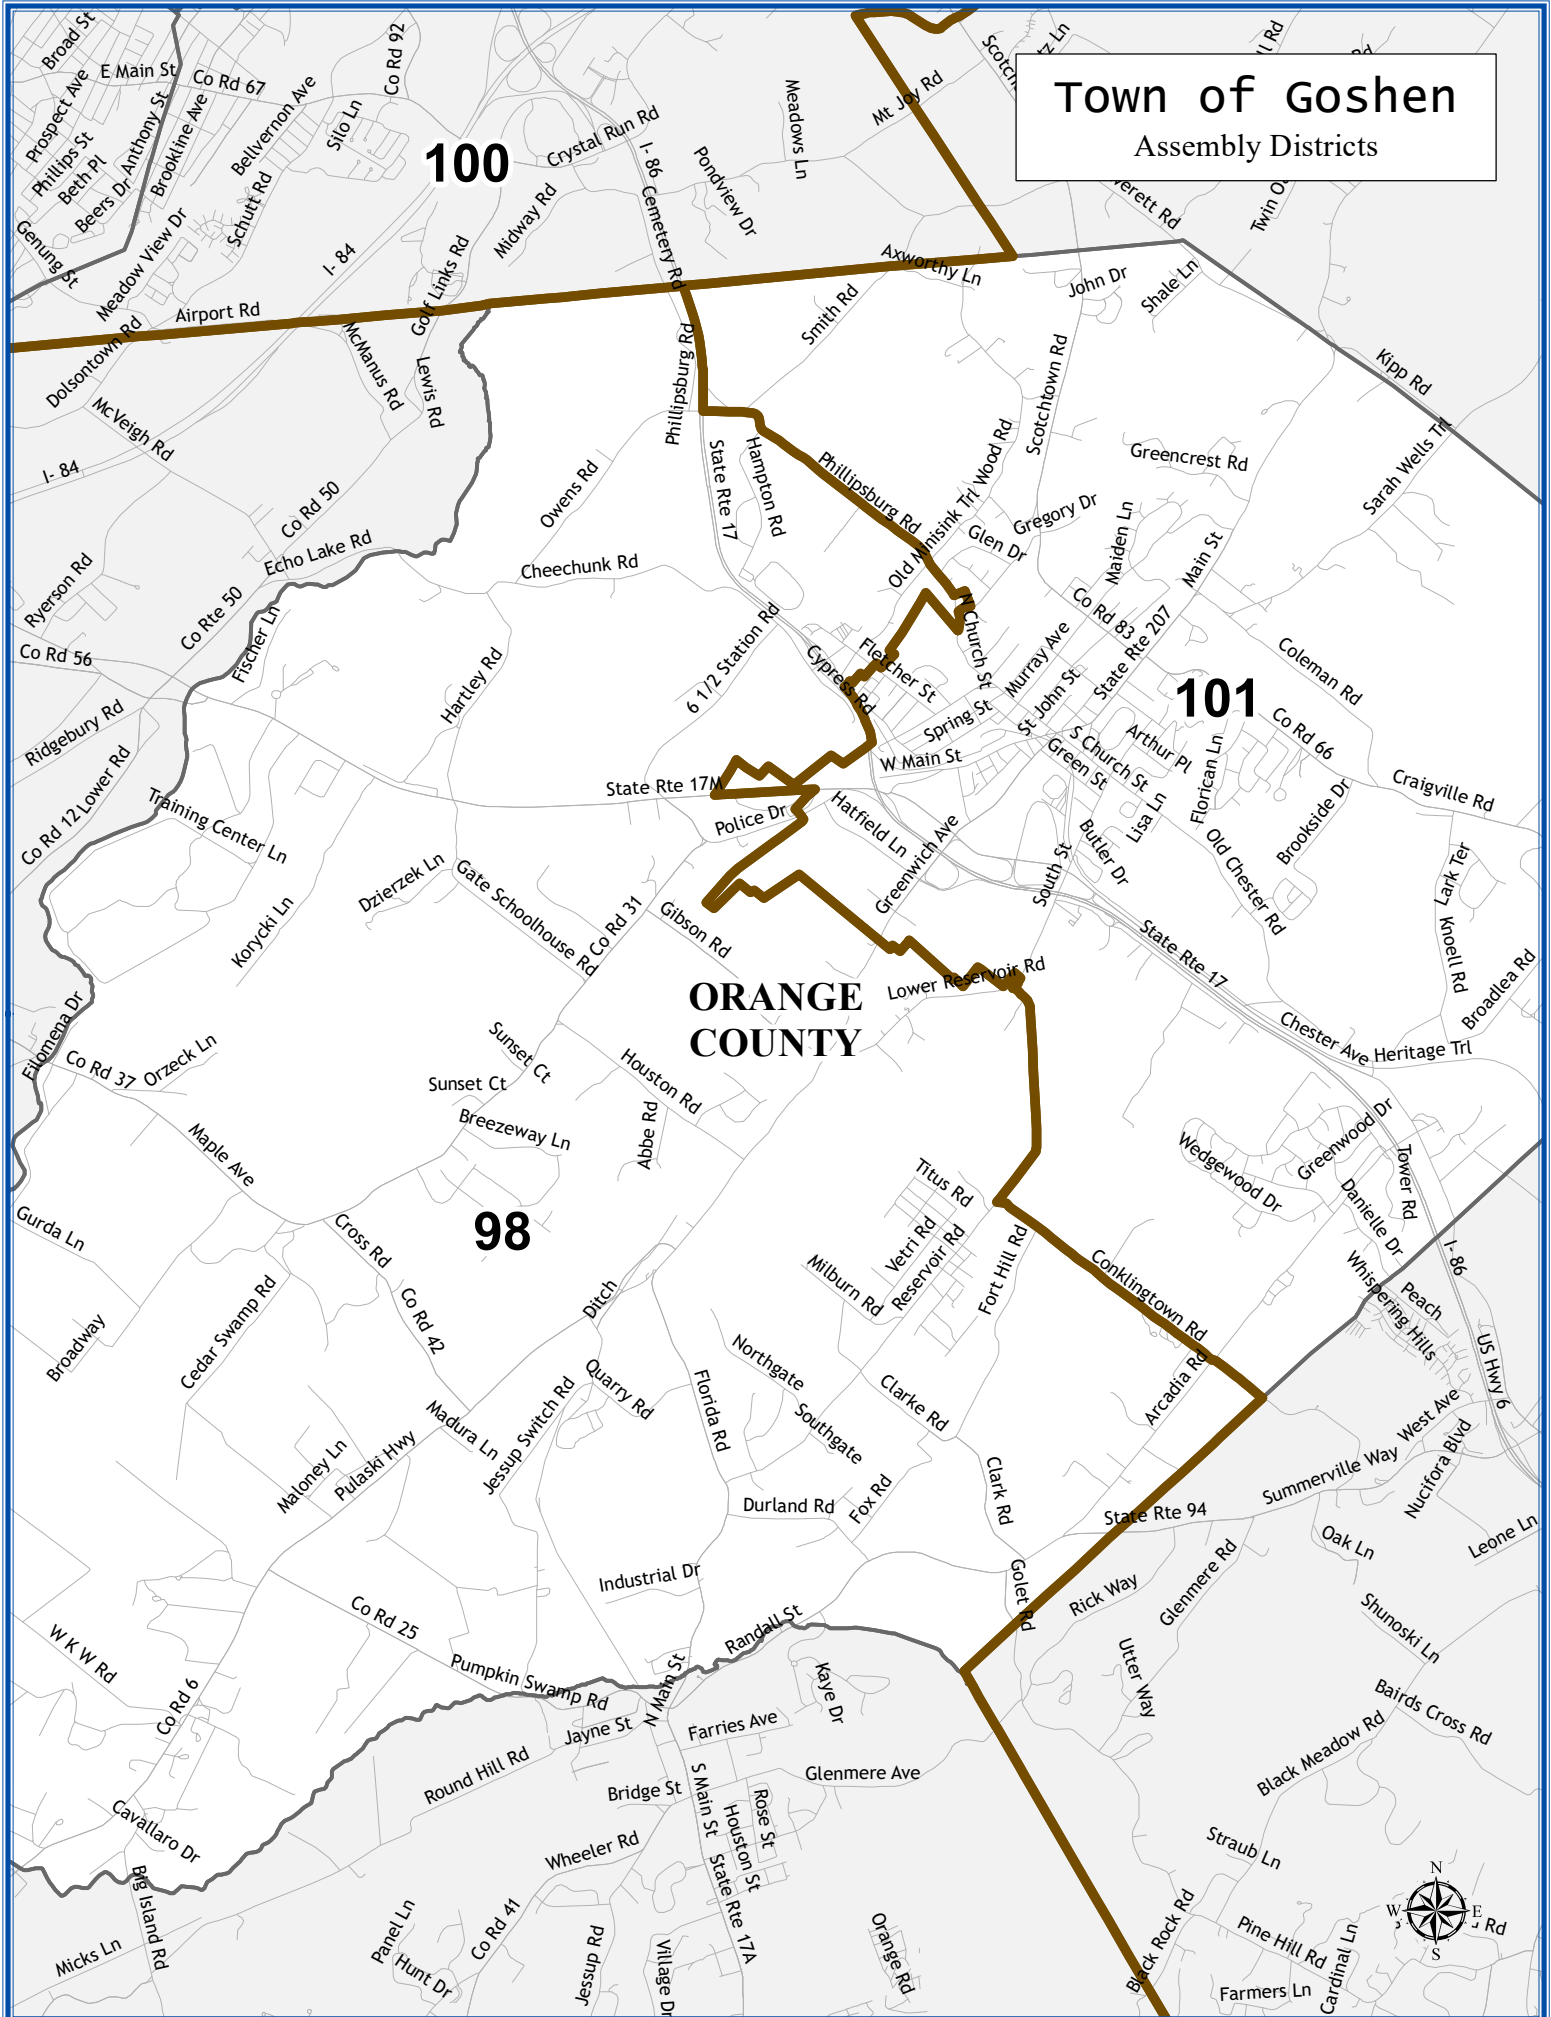 Town of Goshen
Assembly Districts
Broad St
E Main St
Co Rd 67
Co Rd 92
Prospect Ave
Phillips St
Beth Pl
Beers Dr
Anthony St
Brookline Ave
Bellvernon Ave
Silo Ln
Schutt Rd
Genung St
Meadow View Dr
100
Crystal Run Rd
Midway Rd
I- 86
Cemetery Rd
Pondview Dr
Meadows Ln
Mt Joy Rd
I- 84
Golf Links Rd
Airport Rd
Axworthy Ln
John Dr
Shale Ln
Dolsontown Rd
McManus Rd
Lewis Rd
McVeigh Rd
I- 84
Smith Rd
Phillipsburg Rd
Scotchtown Rd
Kipp Rd
Sarah Wells Trl
Greencrest Rd
Co Rd 50
Owens Rd
State Rte 17
Hampton Rd
Phillipsburg Rd
Old Minisink Trl
Wood Rd
Glen Dr
Gregory Dr
Maiden Ln
Main St
Echo Lake Rd
Cheechunk Rd
Ryerson Rd
Co Rte 50
Fischer Ln
Co Rd 56
Hartley Rd
6 1/2 Station Rd
Cypress Rd
Fletcher St
N Church St
Co Rd 83
Murray Ave
State Rte 207
St John St
Spring St
W Main St
Coleman Rd
101
Co Rd 66
Ridgebury Rd
Lower Rd
Co Rd 12
Training Center Ln
State Rte 17M
Police Dr
Hatfield Ln
Greenwich Ave
Green St
S Church St
Arthur Pl
Florican Ln
Lisa Ln
Butler Dr
South St
Brookside Dr
Craigville Rd
Old Chester Rd
Lark Ter
Knoell Rd
Broadlea Rd
Dzierzek Ln
Gate Schoolhouse Rd
Korycki Ln
Co Rd 31
Gibson Rd
ORANGE
COUNTY
Lower Reservoir Rd
State Rte 17
Chester Ave
Heritage Trl
Filomena Dr
Co Rd 37
Orzeck Ln
Sunset Ct
Sunset Ct
Breezeway Ln
Houston Rd
Abbe Rd
Maple Ave
Wedgewood Dr
Greenwood Dr
Tower Rd
Danielle Dr
Gurda Ln
98
Cross Rd
Titus Rd
Vetri Rd
Reservoir Rd
Milburn Rd
Fort Hill Rd
Conklingtown Rd
Whispering Hills
Peach
I- 86
US Hwy 6
Broadway
Cedar Swamp Rd
Co Rd 42
Ditch
Quarry Rd
Florida Rd
Northgate
Southgate
Clarke Rd
Arcadia Rd
Madura Ln
Jessup Switch Rd
Maloney Ln
Pulaski Hwy
Durland Rd
Fox Rd
Clark Rd
State Rte 94
Summerville Way
West Ave
Nucifora Blvd
Leone Ln
Oak Ln
Industrial Dr
Golet Rd
Rick Way
Glenmere Rd
Co Rd 25
W K W Rd
Pumpkin Swamp Rd
Randall St
N Main St
Kaye Dr
Shunoski Ln
Utter Way
Bairds Cross Rd
Co Rd 6
Jayne St
Farries Ave
Round Hill Rd
Bridge St
S Main St
Glenmere Ave
Rose St
Houston St
Black Meadow Rd
Cavallaro Dr
Wheeler Rd
State Rte 17A
Straub Ln
Big Island Rd
Micks Ln
Panel Ln
Hunt Dr
Co Rd 41
Jessup Rd
Village Dr
Orange Rd
Black Rock Rd
Pine Hill Rd
Cardinal Ln
Farmers Ln
Rd
N
W
E
S